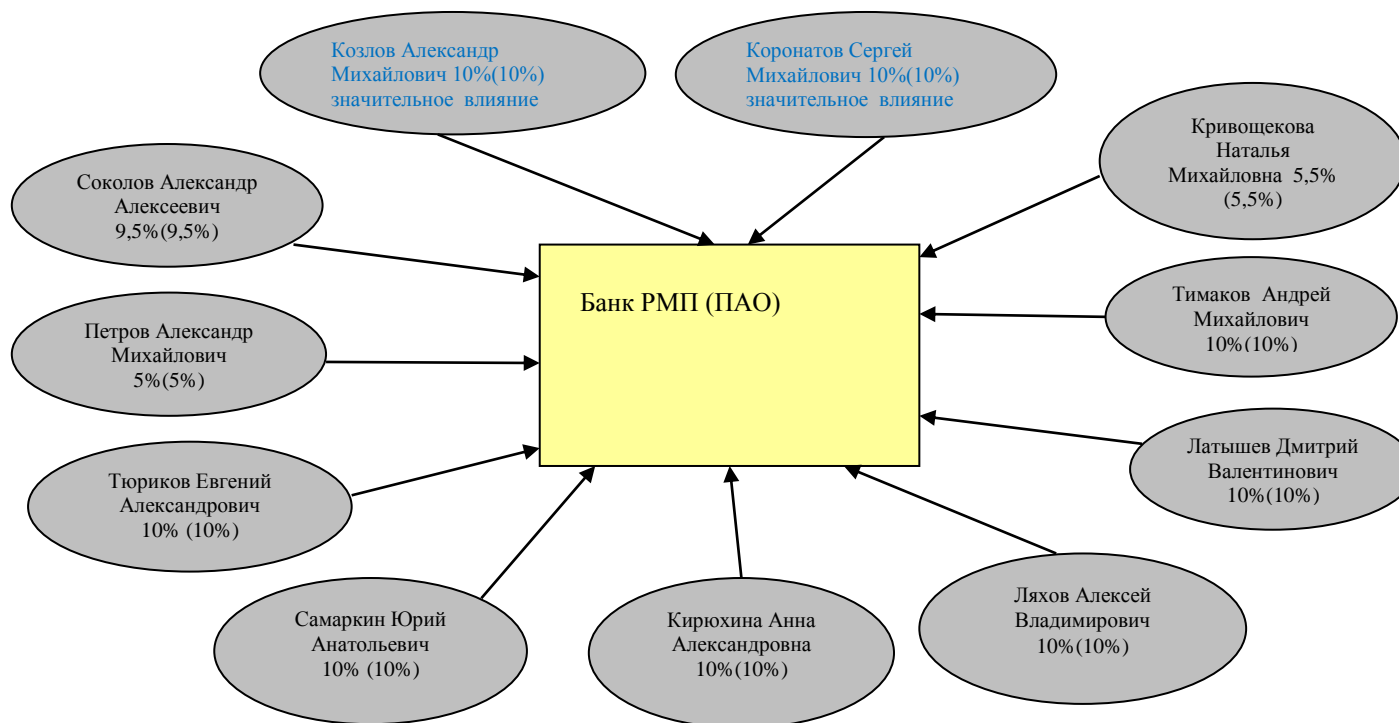 Козлов Александр
Михайлович 10%(10%)
значительное влияние
Коронатов Сергей
Михайлович 10%(10%)
значительное влияние
Кривощекова
Наталья
Михайловна 5,5%
(5,5%)
Соколов Александр
Алексеевич
9,5%(9,5%)
Банк РМП (ПАО)
Тимаков Андрей
Михайлович
10%(10%)
Петров Александр
Михайлович
5%(5%)
Латышев Дмитрий
Валентинович
10%(10%)
Тюриков Евгений
Александрович
10% (10%)
Самаркин Юрий
Анатольевич
10% (10%)
Кирюхина Анна
Александровна
10%(10%)
Ляхов Алексей
Владимирович
10%(10%)